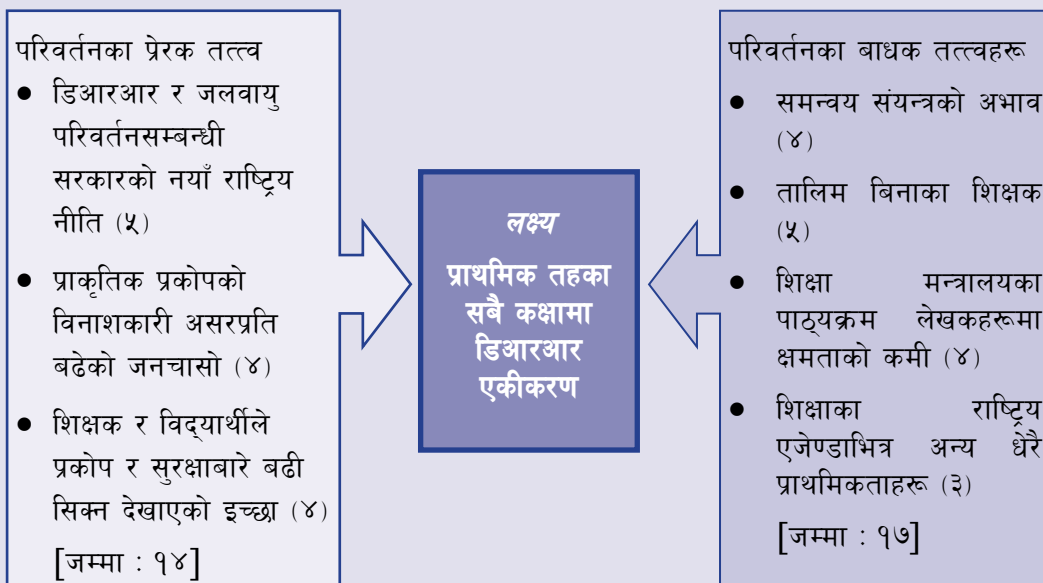 परिवर्तनका प्रेरक तत्त्व
● डिआरआर र जलवायु
परिवर्तनसम्बन्धी
सरकारको नयाँ राष्ट्रिय
नीति (५)
● प्राकृतिक प्रकोपको
विनाशकारी असरप्रति
बढेको जनचासो (४)
● शिक्षक र विद्यार्थीले
प्रकोप र सुरक्षाबारे बढी
सिक्न देखाएको इच्छा (४)
[जम्मा : १४]
लक्ष्य
प्राथमिक तहका
सबै कक्षामा
डिआरआर
एकीकरण
परिवर्तनका बाधक तत्त्वहरू
● समन्वय संयन्त्रको अभाव
(४)
● तालिम बिनाका शिक्षक
(५)
● शिक्षा मन्त्रालयका
पाठ्यक्रम लेखकहरूमा
क्षमताको कमी (४)
● शिक्षाका राष्ट्रिय
एजेण्डाभित्र अन्य धेरै
प्राथमिकताहरू (३)
[जम्मा : १७]